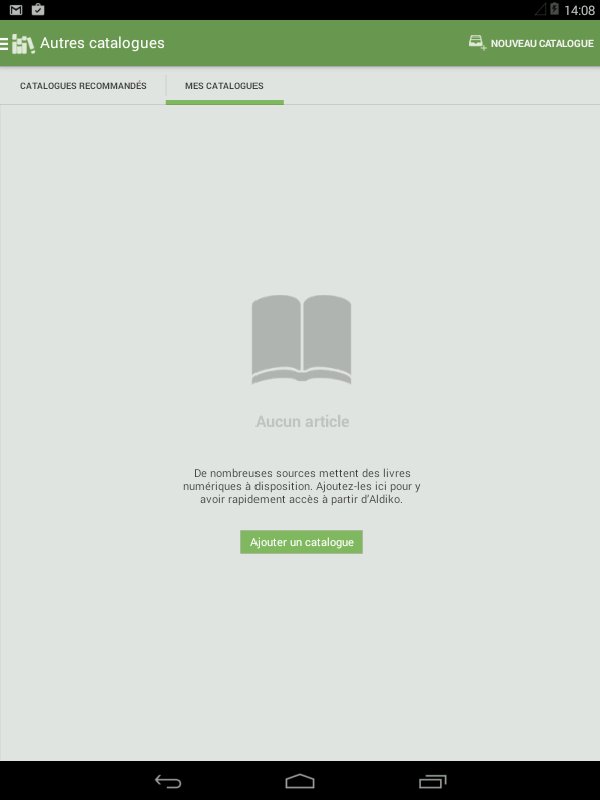 14:08
Autres catalogues
NOUVEAU CATALOGUE
CATALOGUES RECOMMANDÉS
MES CATALOGUES
Aucun article
De nombreuses sources mettent des livres
numériques à disposition. Ajoutez-les ici pour y
avoir rapidement accès à partir d'Aldiko.
Ajouter un catalogue